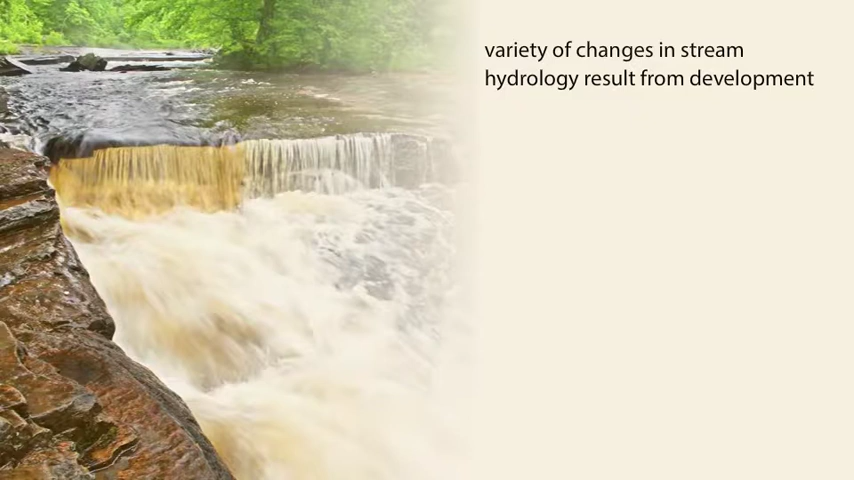 variety of changes in stream
hydrology result from development